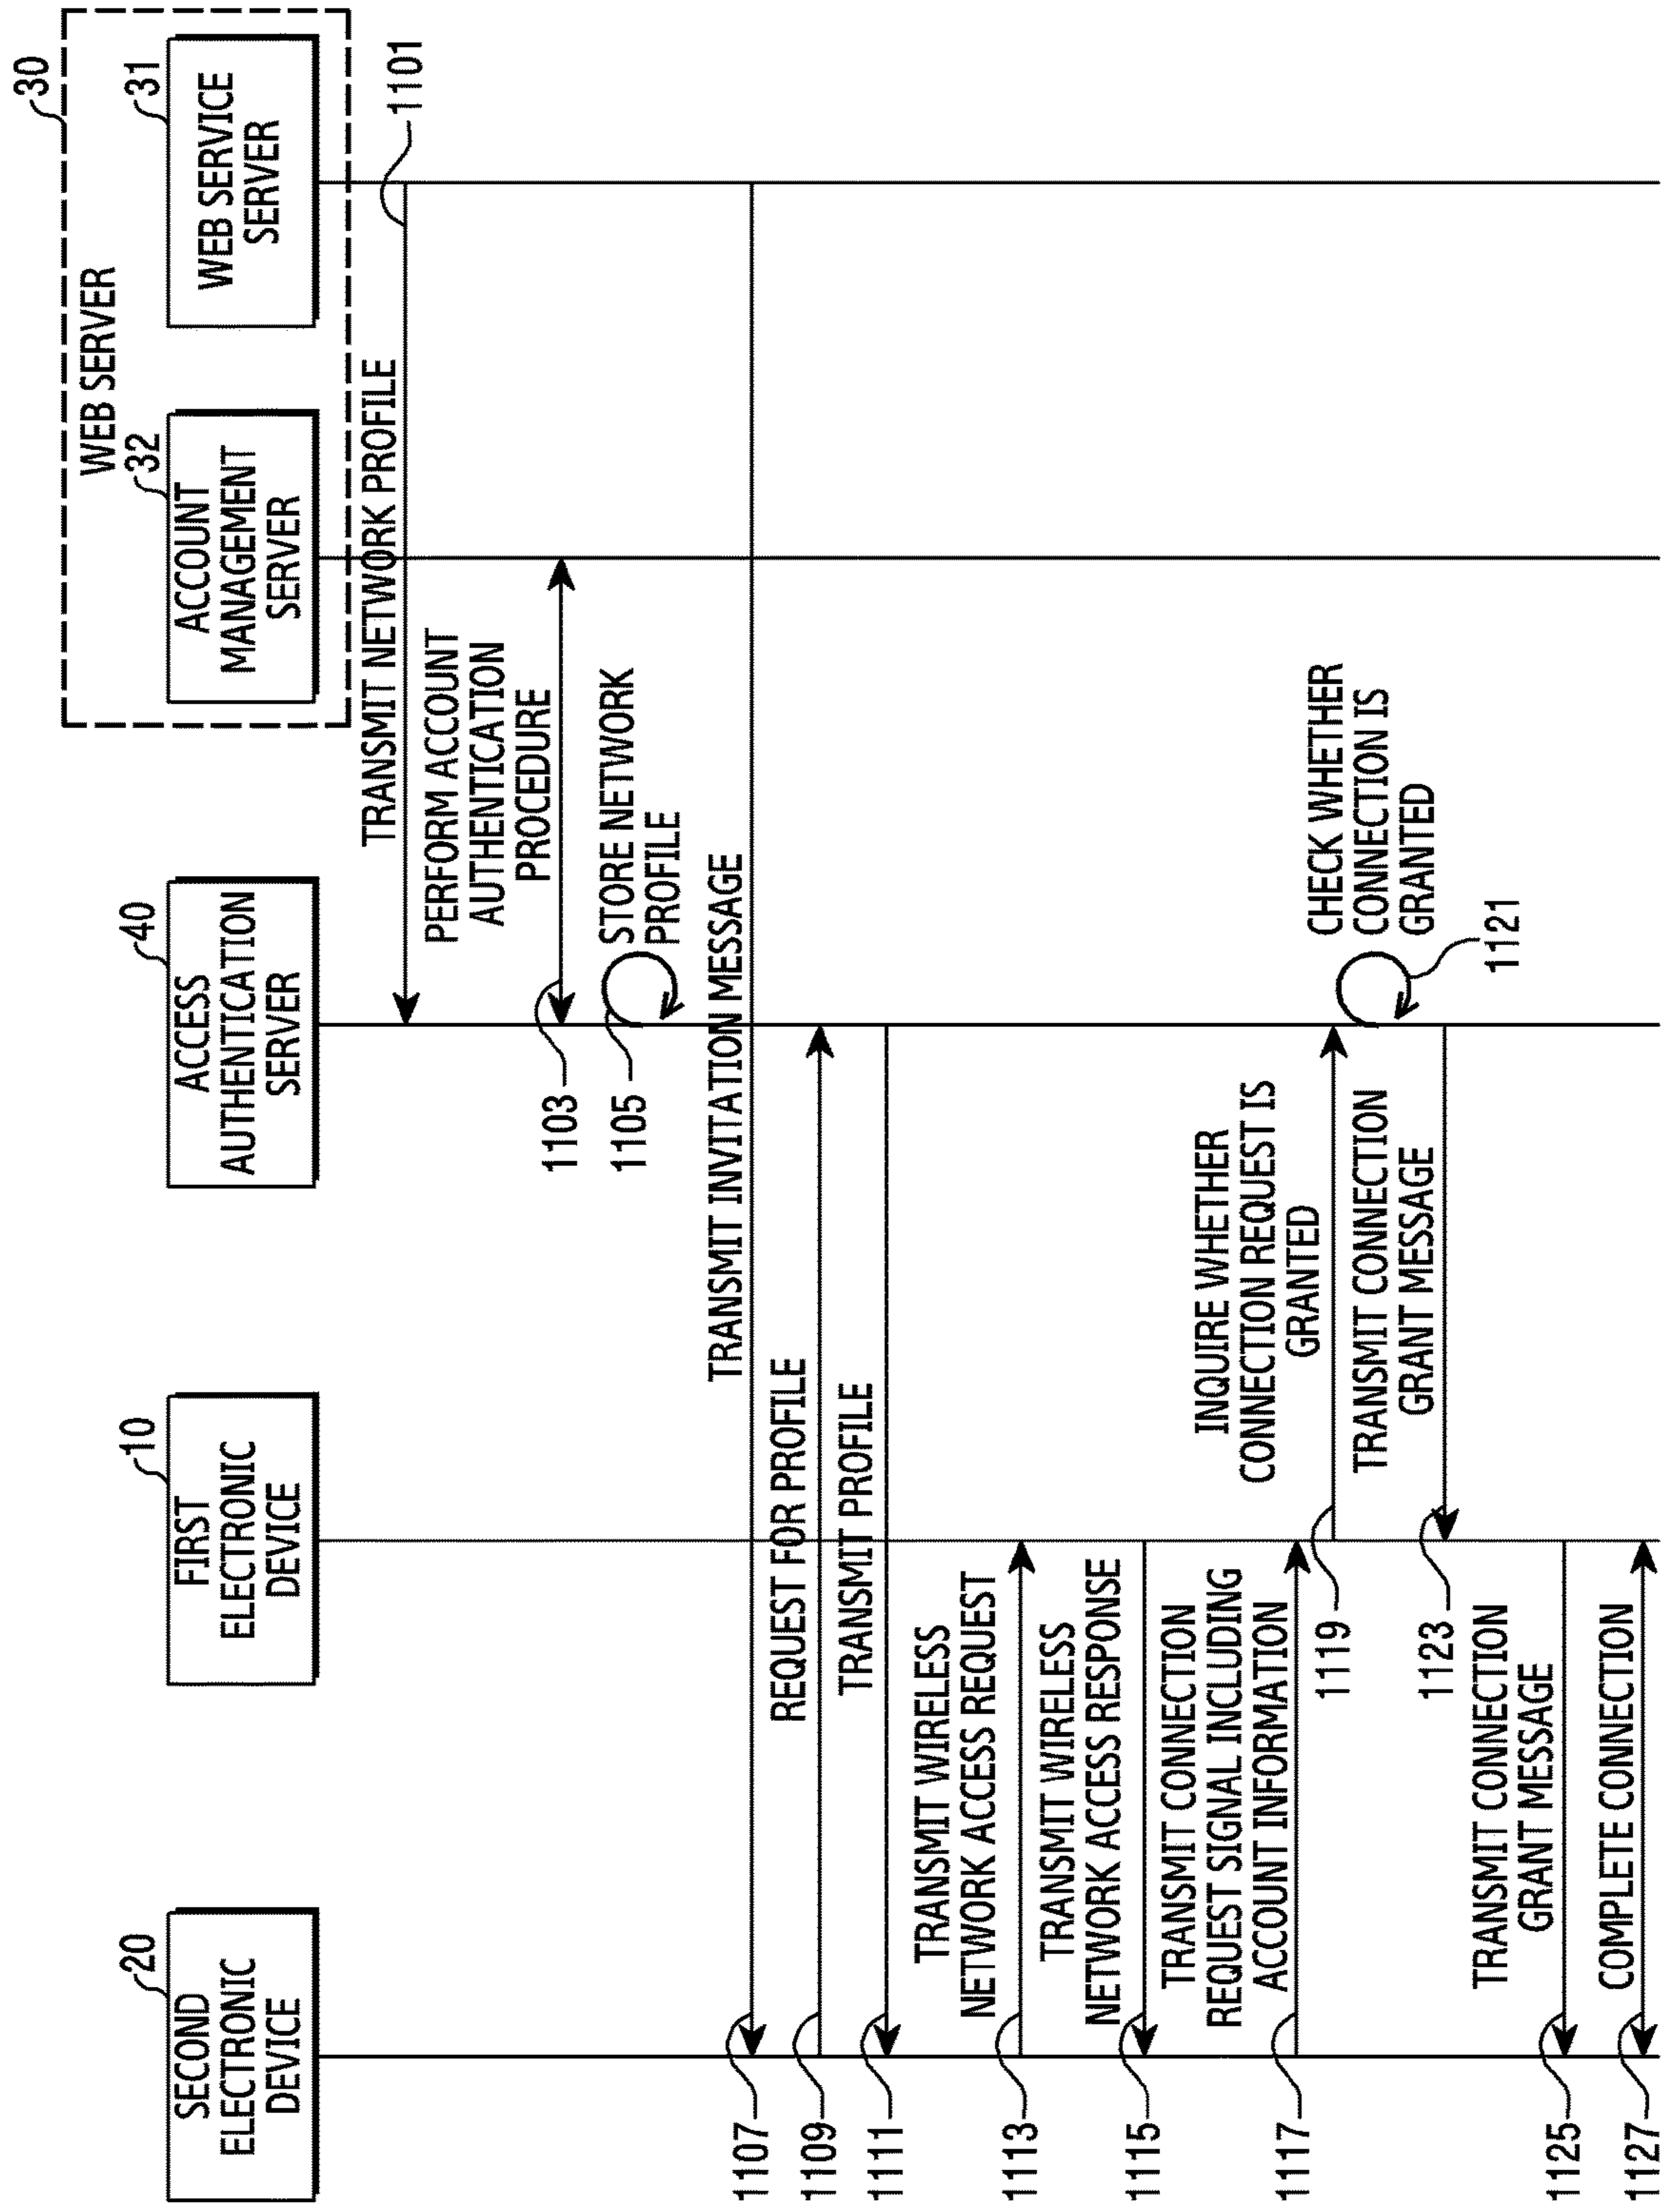 30
WEB SERVER
20
SECOND
ELECTRONIC
DEVICE
10
FIRST
ELECTRONIC
DEVICE
40
ACCESS
AUTHENTICATION
SERVER
32
ACCOUNT
MANAGEMENT
SERVER
31
WEB SERVICE
SERVER
TRANSMIT NETWORK PROFILE
1101
PERFORM ACCOUNT
AUTHENTICATION
PROCEDURE
1103
STORE NETWORK
PROFILE
1105
TRANSMIT INVITATION MESSAGE
1107
REQUEST FOR PROFILE
1109
TRANSMIT PROFILE
1111
TRANSMIT WIRELESS
NETWORK ACCESS REQUEST
1113
TRANSMIT WIRELESS
NETWORK ACCESS RESPONSE
1115
TRANSMIT CONNECTION
REQUEST SIGNAL INCLUDING
ACCOUNT INFORMATION
1117
INQUIRE WHETHER
CONNECTION REQUEST IS
GRANTED
1119
CHECK WHETHER
CONNECTION IS
GRANTED
1121
TRANSMIT CONNECTION
GRANT MESSAGE
1123
TRANSMIT CONNECTION
GRANT MESSAGE
1125
COMPLETE CONNECTION
1127